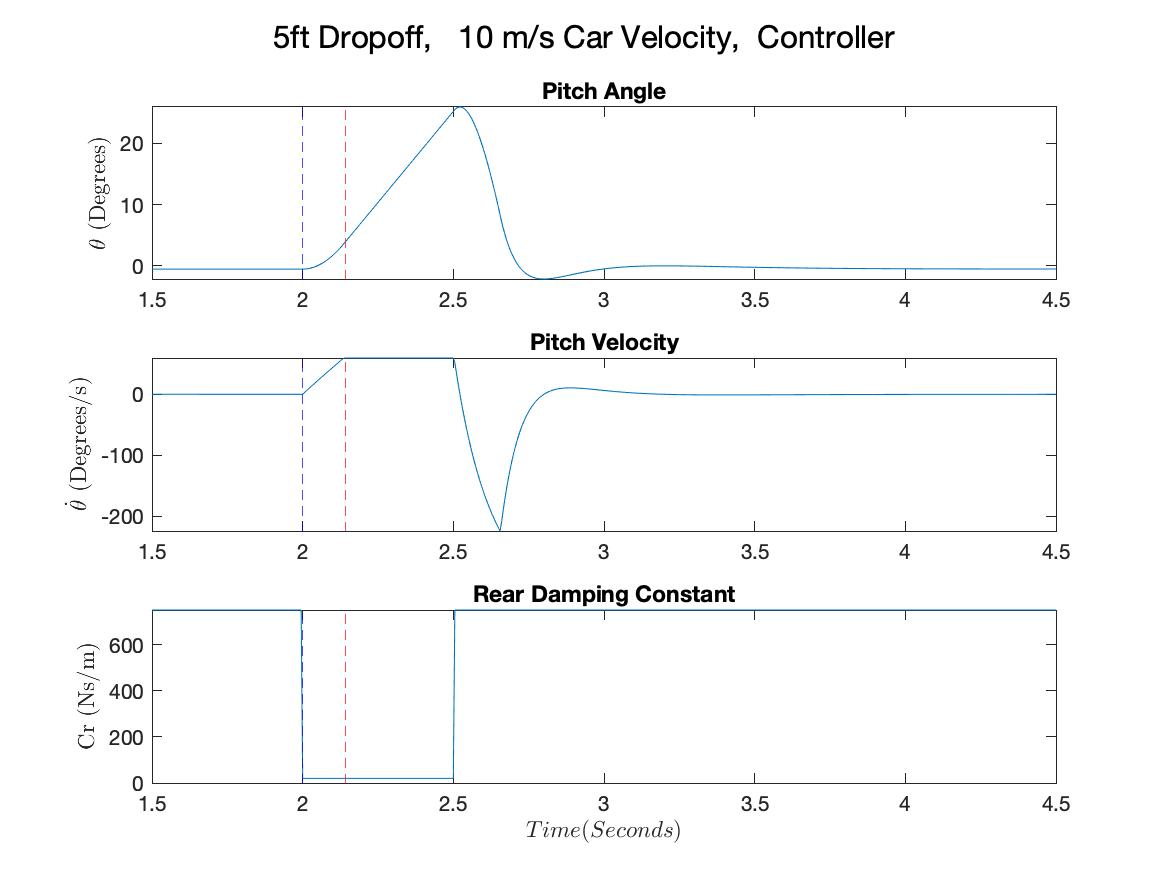 5ft Dropoff, 10 m/s Car Velocity, Controller
Pitch Angle
θ (Degrees)
20
10
0
1.5 2 2.5 3 3.5 4 4.5
Pitch Velocity
θ̇ (Degrees/s)
0
-100
-200
1.5 2 2.5 3 3.5 4 4.5
Rear Damping Constant
Cr (Ns/m)
600
400
200
0
1.5 2 2.5 3 3.5 4 4.5
Time(Seconds)